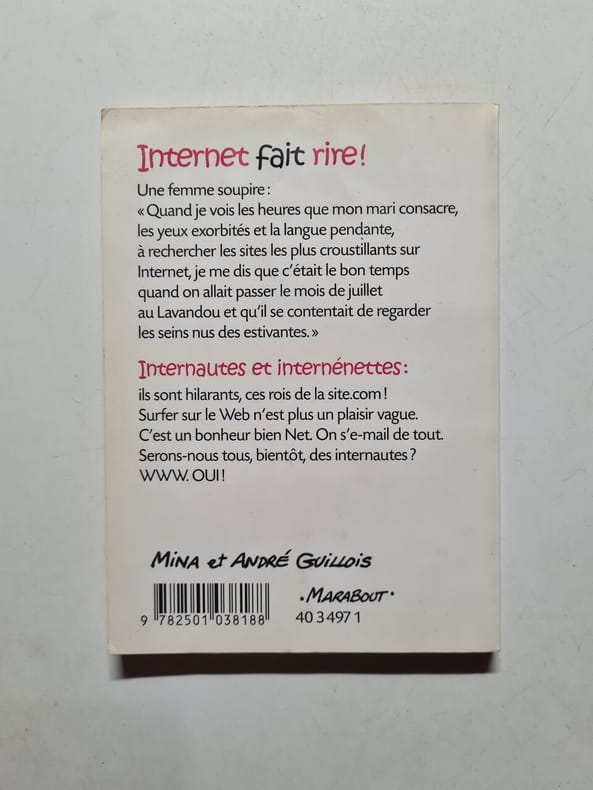 Internet fait rire!
Une femme soupire :
« Quand je vois les heures que mon mari consacre,
les yeux exorbités et la langue pendante,
à rechercher les sites les plus croustillants sur
Internet, je me dis que c'était le bon temps
quand on allait passer le mois de juillet
au Lavandou et qu'il se contentait de regarder
les seins nus des estivantes. »
Internautes et internénettes :
ils sont hilarants, ces rois de la site.com !
Surfer sur le Web n'est plus un plaisir vague.
C'est un bonheur bien Net. On s'e-mail de tout.
Serons-nous tous, bientôt, des internautes ?
WWW. OUI !
MINA et ANDRÉ GUILLOIS
• MARABOUT •
9 782501 038188
40 3 497 1